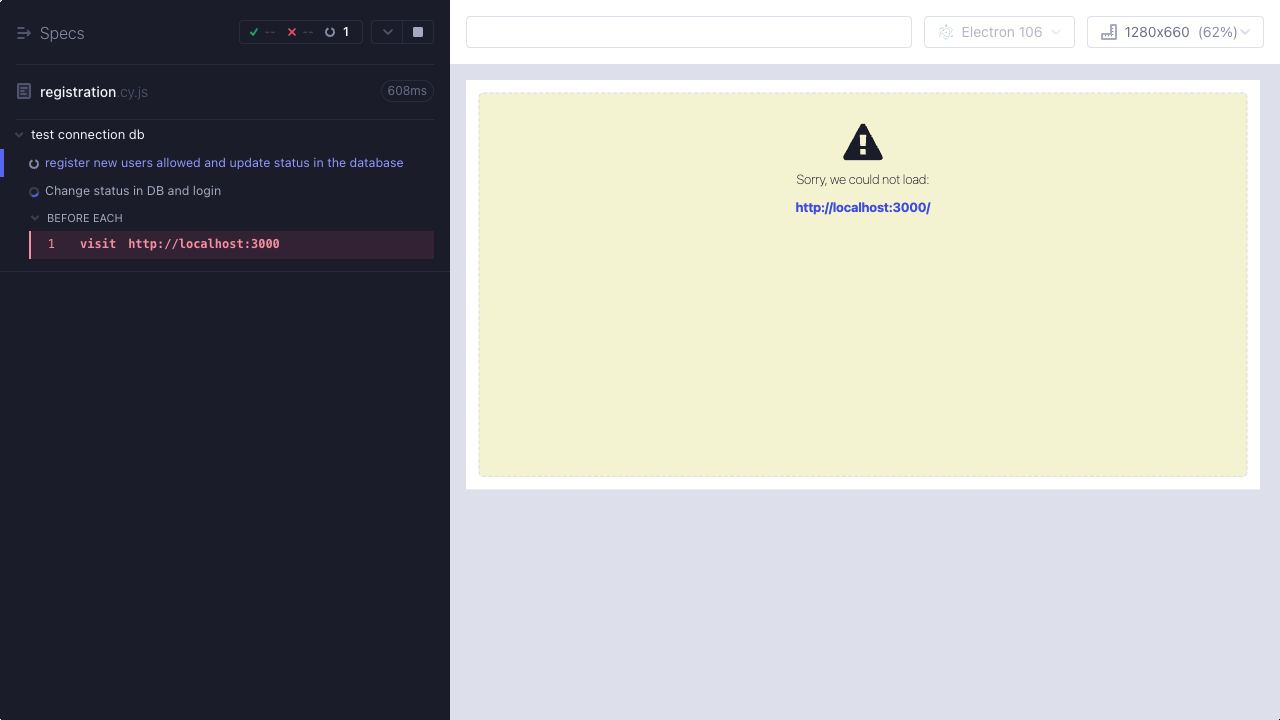 Specs
-- -- 1
registration.cy.js
608ms
test connection db
register new users allowed and update status in the database
Change status in DB and login
BEFORE EACH
1 visit http://localhost:3000
Electron 106
1280x660 (62%)
Sorry, we could not load:
http://localhost:3000/